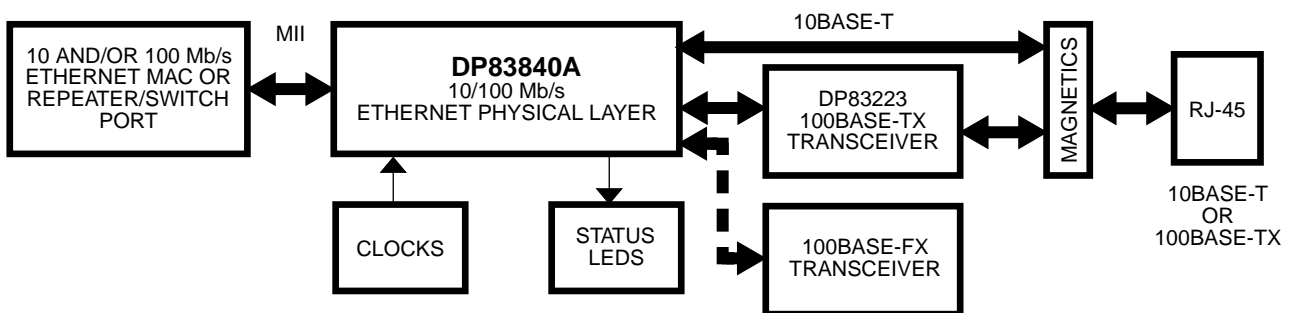 10 AND/OR 100 Mb/s
ETHERNET MAC OR
REPEATER/SWITCH
PORT
MII
DP83840A
10/100 Mb/s
ETHERNET PHYSICAL LAYER
10BASE-T
DP83223
100BASE-TX
TRANSCEIVER
MAGNETICS
RJ-45
10BASE-T
OR
100BASE-TX
CLOCKS
STATUS
LEDS
100BASE-FX
TRANSCEIVER